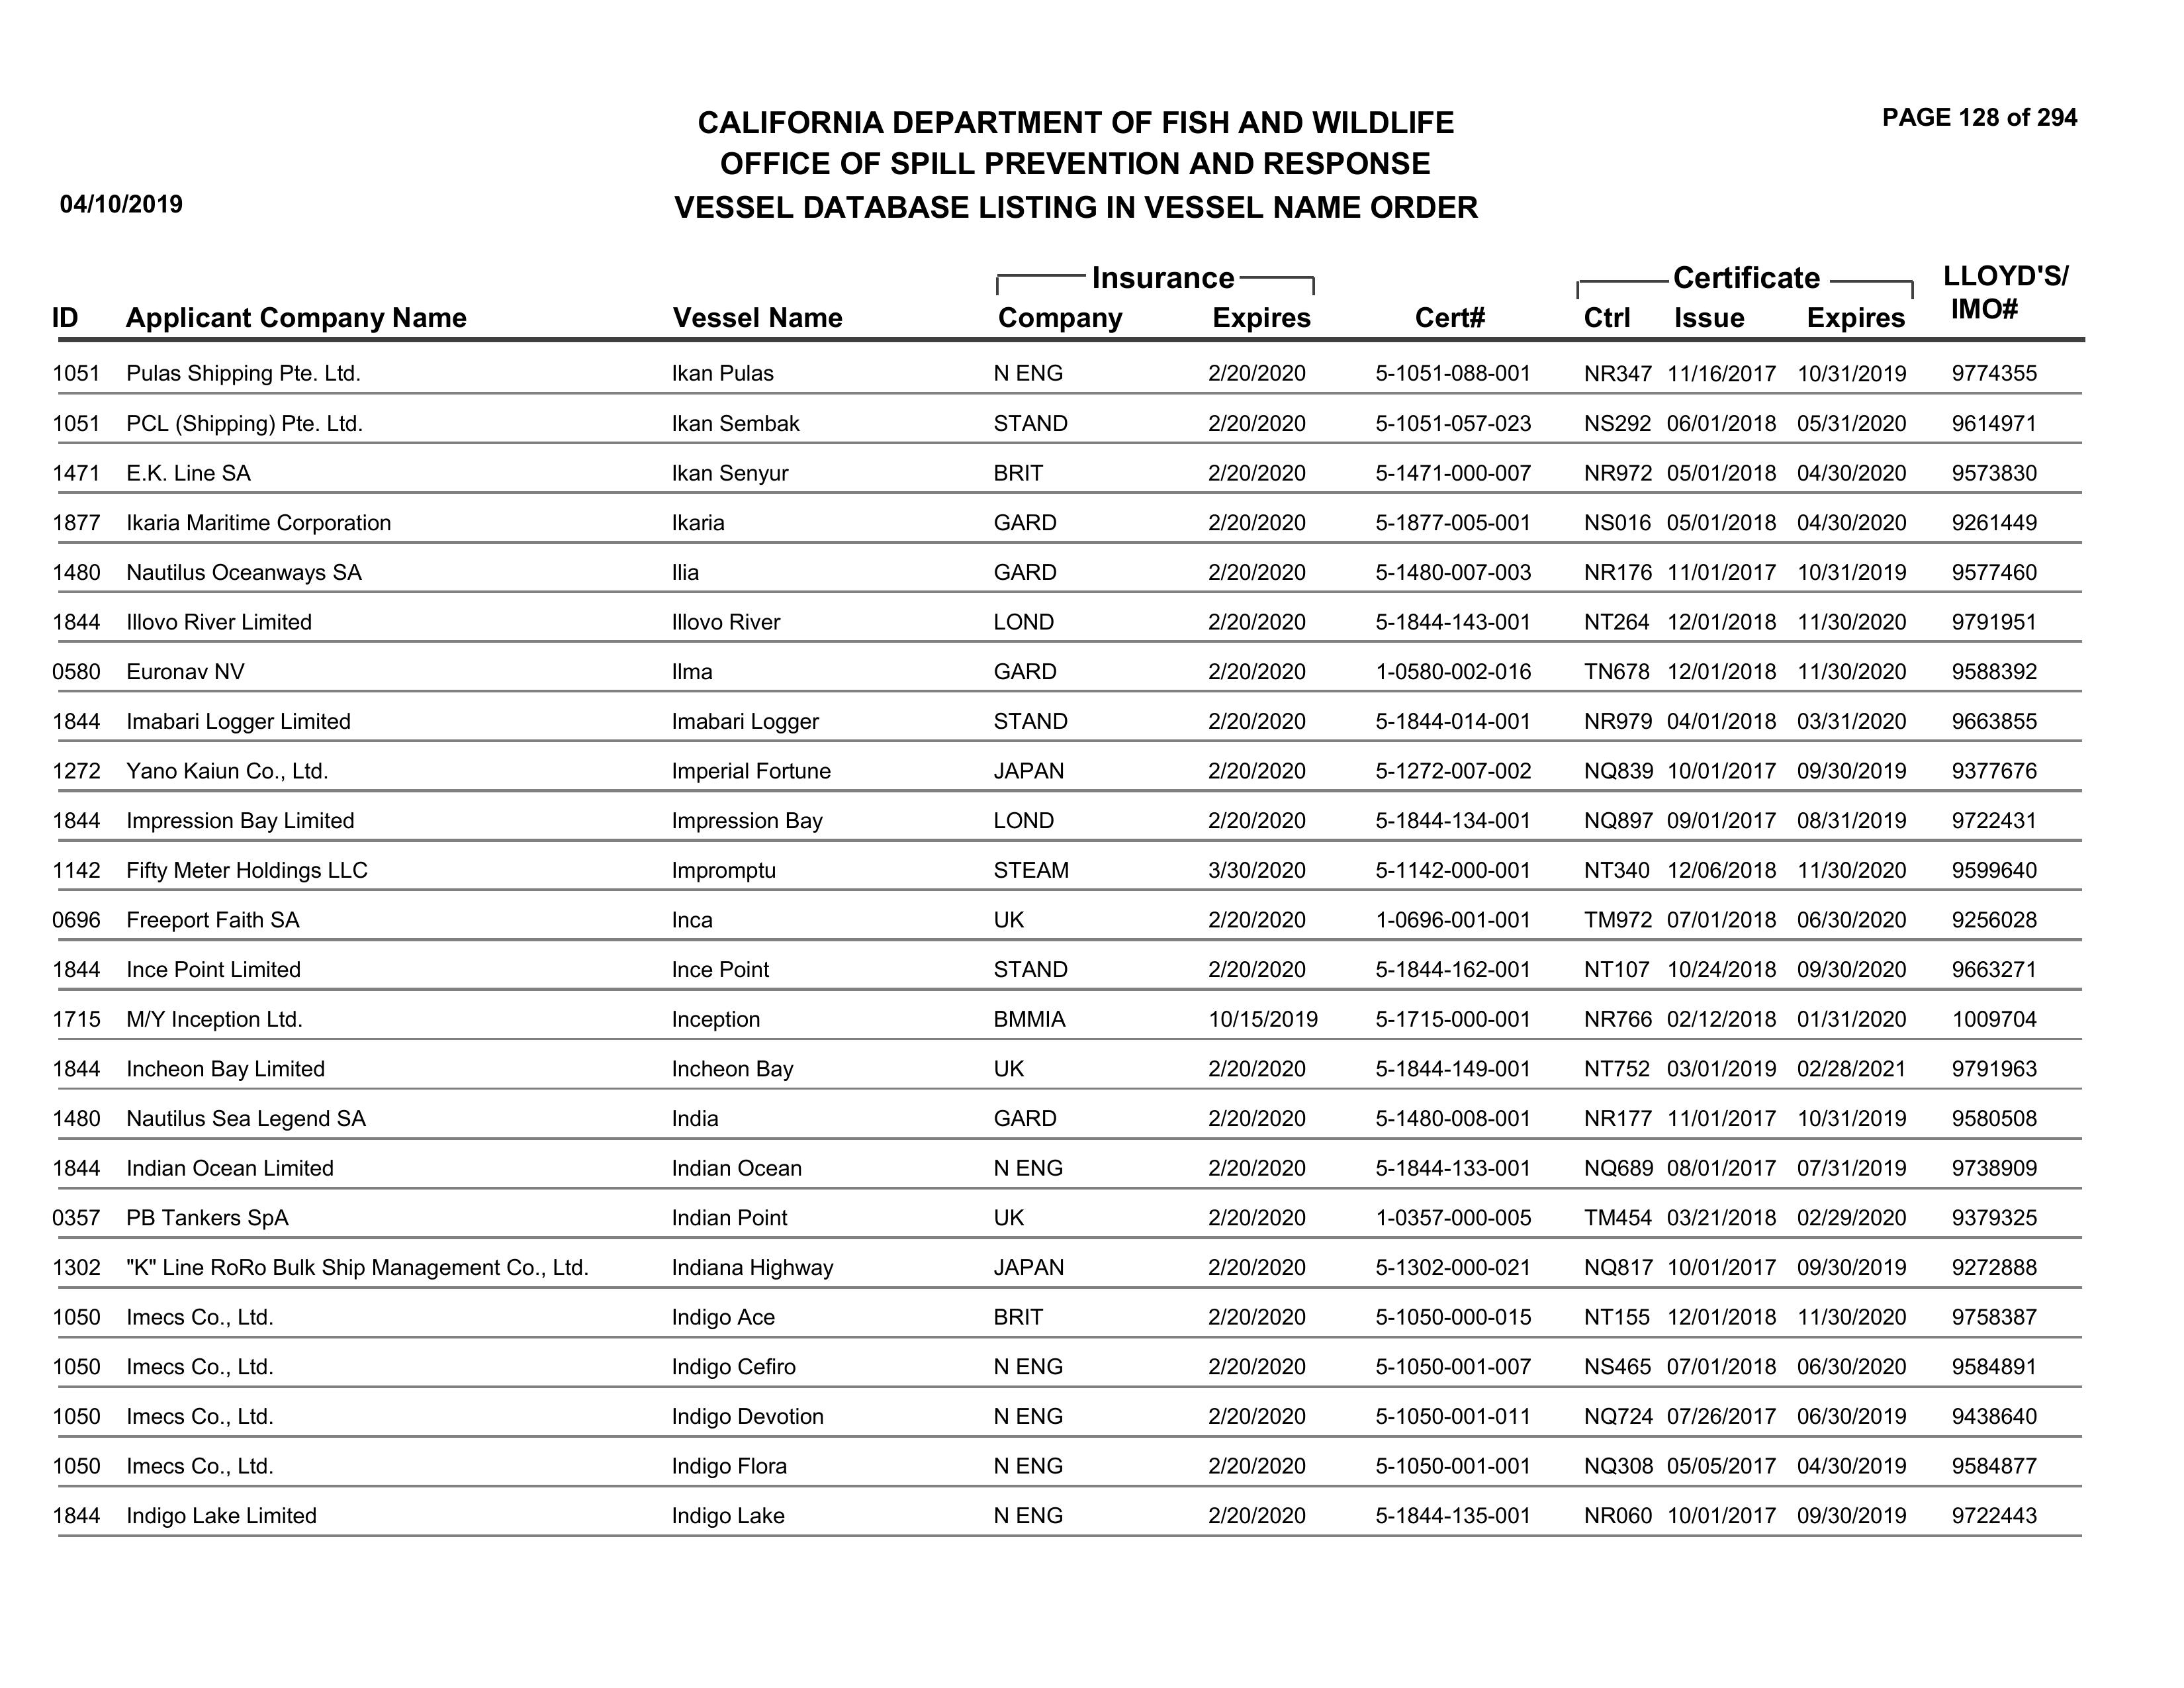 CALIFORNIA DEPARTMENT OF FISH AND WILDLIFE
PAGE 128 of 294
OFFICE OF SPILL PREVENTION AND RESPONSE
04/10/2019
VESSEL DATABASE LISTING IN VESSEL NAME ORDER
Insurance Certificate LLOYD'S/
ID Applicant Company Name Vessel Name Company Expires Cert# Ctrl Issue Expires IMO#
1051 Pulas Shipping Pte. Ltd. Ikan Pulas N ENG 2/20/2020 5-1051-088-001 NR347 11/16/2017 10/31/2019 9774355
1051 PCL (Shipping) Pte. Ltd. Ikan Sembak STAND 2/20/2020 5-1051-057-023 NS292 06/01/2018 05/31/2020 9614971
1471 E.K. Line SA Ikan Senyur BRIT 2/20/2020 5-1471-000-007 NR972 05/01/2018 04/30/2020 9573830
1877 Ikaria Maritime Corporation Ikaria GARD 2/20/2020 5-1877-005-001 NS016 05/01/2018 04/30/2020 9261449
1480 Nautilus Oceanways SA Ilia GARD 2/20/2020 5-1480-007-003 NR176 11/01/2017 10/31/2019 9577460
1844 Illovo River Limited Illovo River LOND 2/20/2020 5-1844-143-001 NT264 12/01/2018 11/30/2020 9791951
0580 Euronav NV Ilma GARD 2/20/2020 1-0580-002-016 TN678 12/01/2018 11/30/2020 9588392
1844 Imabari Logger Limited Imabari Logger STAND 2/20/2020 5-1844-014-001 NR979 04/01/2018 03/31/2020 9663855
1272 Yano Kaiun Co., Ltd. Imperial Fortune JAPAN 2/20/2020 5-1272-007-002 NQ839 10/01/2017 09/30/2019 9377676
1844 Impression Bay Limited Impression Bay LOND 2/20/2020 5-1844-134-001 NQ897 09/01/2017 08/31/2019 9722431
1142 Fifty Meter Holdings LLC Impromptu STEAM 3/30/2020 5-1142-000-001 NT340 12/06/2018 11/30/2020 9599640
0696 Freeport Faith SA Inca UK 2/20/2020 1-0696-001-001 TM972 07/01/2018 06/30/2020 9256028
1844 Ince Point Limited Ince Point STAND 2/20/2020 5-1844-162-001 NT107 10/24/2018 09/30/2020 9663271
1715 M/Y Inception Ltd. Inception BMMIA 10/15/2019 5-1715-000-001 NR766 02/12/2018 01/31/2020 1009704
1844 Incheon Bay Limited Incheon Bay UK 2/20/2020 5-1844-149-001 NT752 03/01/2019 02/28/2021 9791963
1480 Nautilus Sea Legend SA India GARD 2/20/2020 5-1480-008-001 NR177 11/01/2017 10/31/2019 9580508
1844 Indian Ocean Limited Indian Ocean N ENG 2/20/2020 5-1844-133-001 NQ689 08/01/2017 07/31/2019 9738909
0357 PB Tankers SpA Indian Point UK 2/20/2020 1-0357-000-005 TM454 03/21/2018 02/29/2020 9379325
1302 "K" Line RoRo Bulk Ship Management Co., Ltd. Indiana Highway JAPAN 2/20/2020 5-1302-000-021 NQ817 10/01/2017 09/30/2019 9272888
1050 Imecs Co., Ltd. Indigo Ace BRIT 2/20/2020 5-1050-000-015 NT155 12/01/2018 11/30/2020 9758387
1050 Imecs Co., Ltd. Indigo Cefiro N ENG 2/20/2020 5-1050-001-007 NS465 07/01/2018 06/30/2020 9584891
1050 Imecs Co., Ltd. Indigo Devotion N ENG 2/20/2020 5-1050-001-011 NQ724 07/26/2017 06/30/2019 9438640
1050 Imecs Co., Ltd. Indigo Flora N ENG 2/20/2020 5-1050-001-001 NQ308 05/05/2017 04/30/2019 9584877
1844 Indigo Lake Limited Indigo Lake N ENG 2/20/2020 5-1844-135-001 NR060 10/01/2017 09/30/2019 9722443